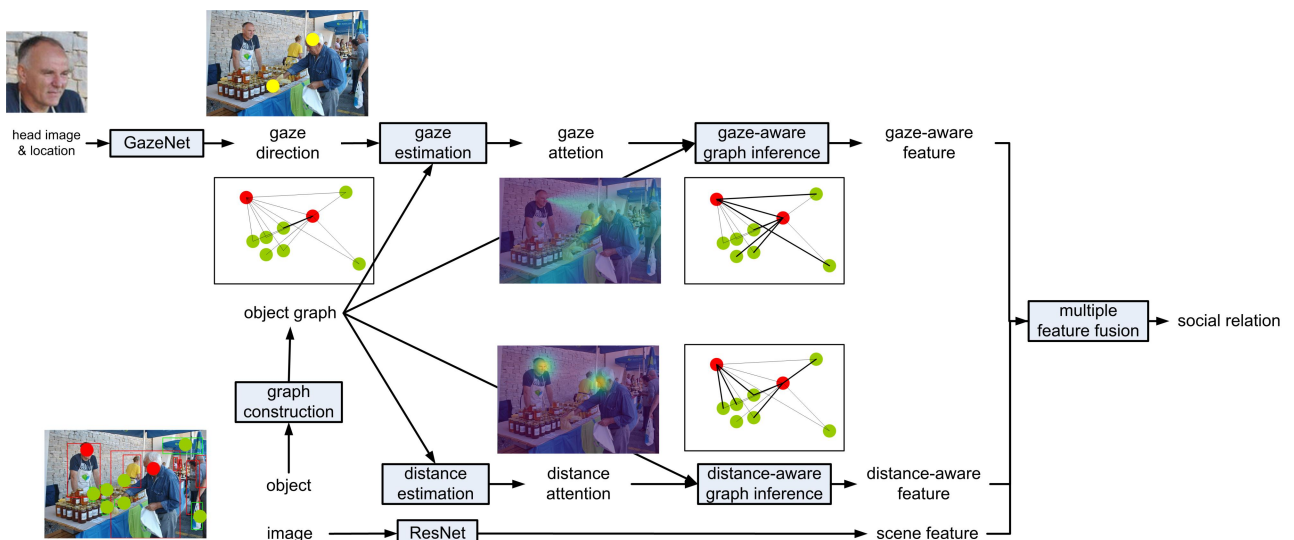 head image
& location
GazeNet
gaze
direction
gaze
estimation
gaze
attetion
gaze-aware
graph inference
gaze-aware
feature
object graph
graph
construction
object
distance
estimation
distance
attention
distance-aware
graph inference
distance-aware
feature
image
ResNet
scene feature
multiple
feature fusion
social relation